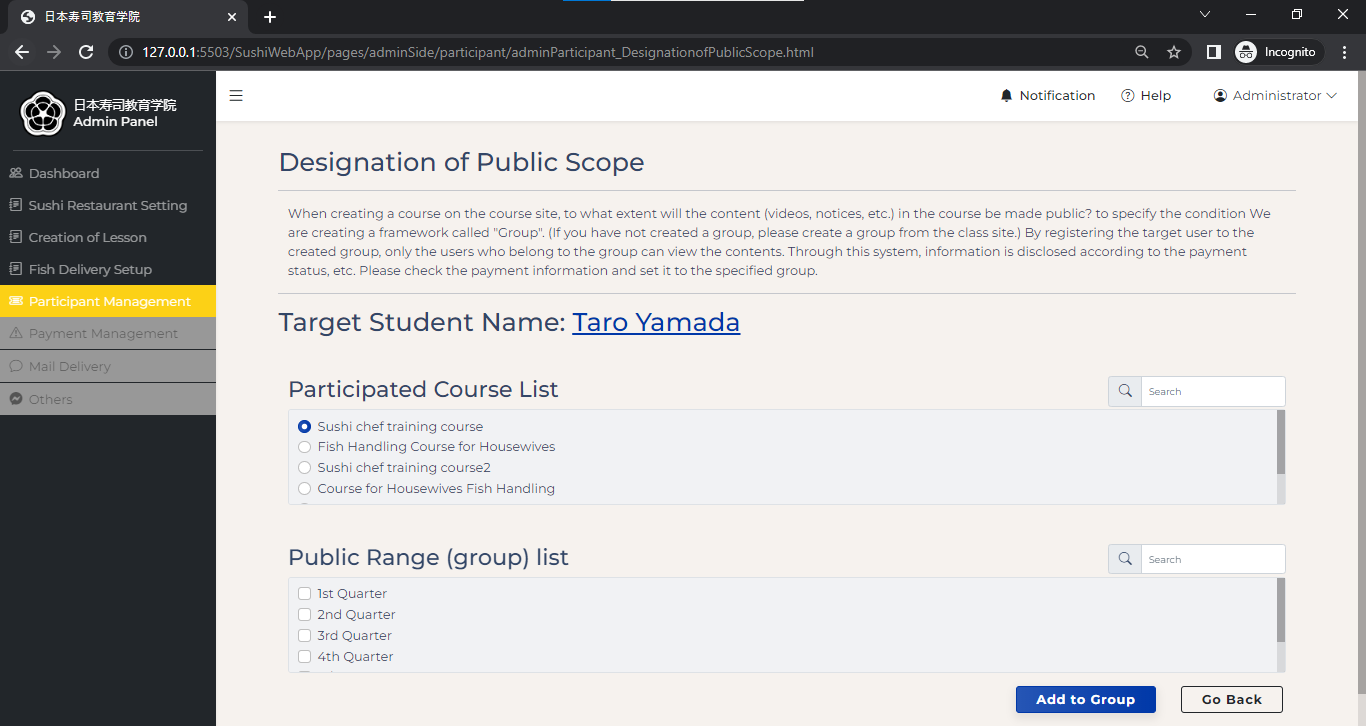 日本寿司教育学院
127.0.0.1:5503/SushiWebApp/pages/adminSide/participant/adminParticipant_DesignationofPublicScope.html
Incognito
日本寿司教育学院
Admin Panel
Notification
Help
Administrator
Dashboard
Sushi Restaurant Setting
Creation of Lesson
Fish Delivery Setup
Participant Management
Payment Management
Mail Delivery
Others
Designation of Public Scope
When creating a course on the course site, to what extent will the content (videos, notices, etc.) in the course be made public? to specify the condition We
are creating a framework called "Group". (If you have not created a group, please create a group from the class site.) By registering the target user to the
created group, only the users who belong to the group can view the contents. Through this system, information is disclosed according to the payment
status, etc. Please check the payment information and set it to the specified group.
Target Student Name: Taro Yamada
Participated Course List
Search
Sushi chef training course
Fish Handling Course for Housewives
Sushi chef training course2
Course for Housewives Fish Handling
Public Range (group) list
Search
1st Quarter
2nd Quarter
3rd Quarter
4th Quarter
Add to Group
Go Back